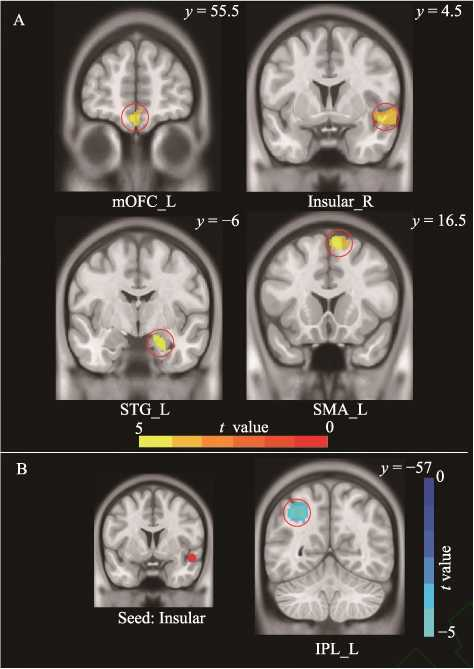 A
y = 55.5
y = 4.5
mOFC_L
Insular_R
y = −6
y = 16.5
STG_L
SMA_L
5
t value
0
B
y = −57
0
t value
−5
Seed: Insular
IPL_L